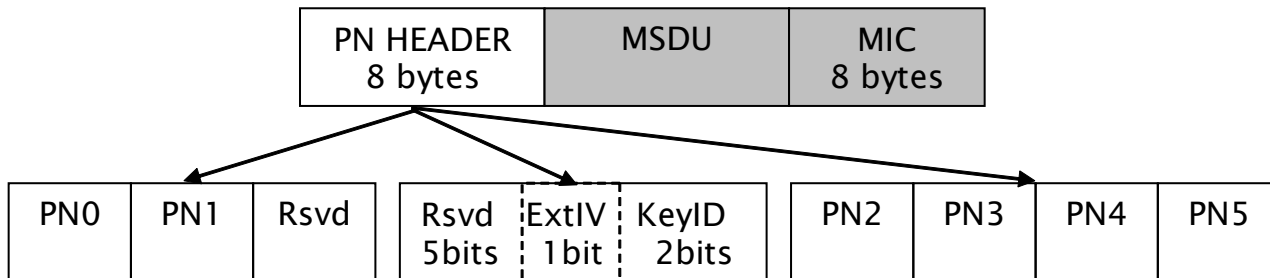 PN HEADER MSDU MIC
8 bytes 8 bytes
PN0 PN1 Rsvd Rsvd ExtIV KeyID PN2 PN3 PN4 PN5
5bits 1bit 2bits